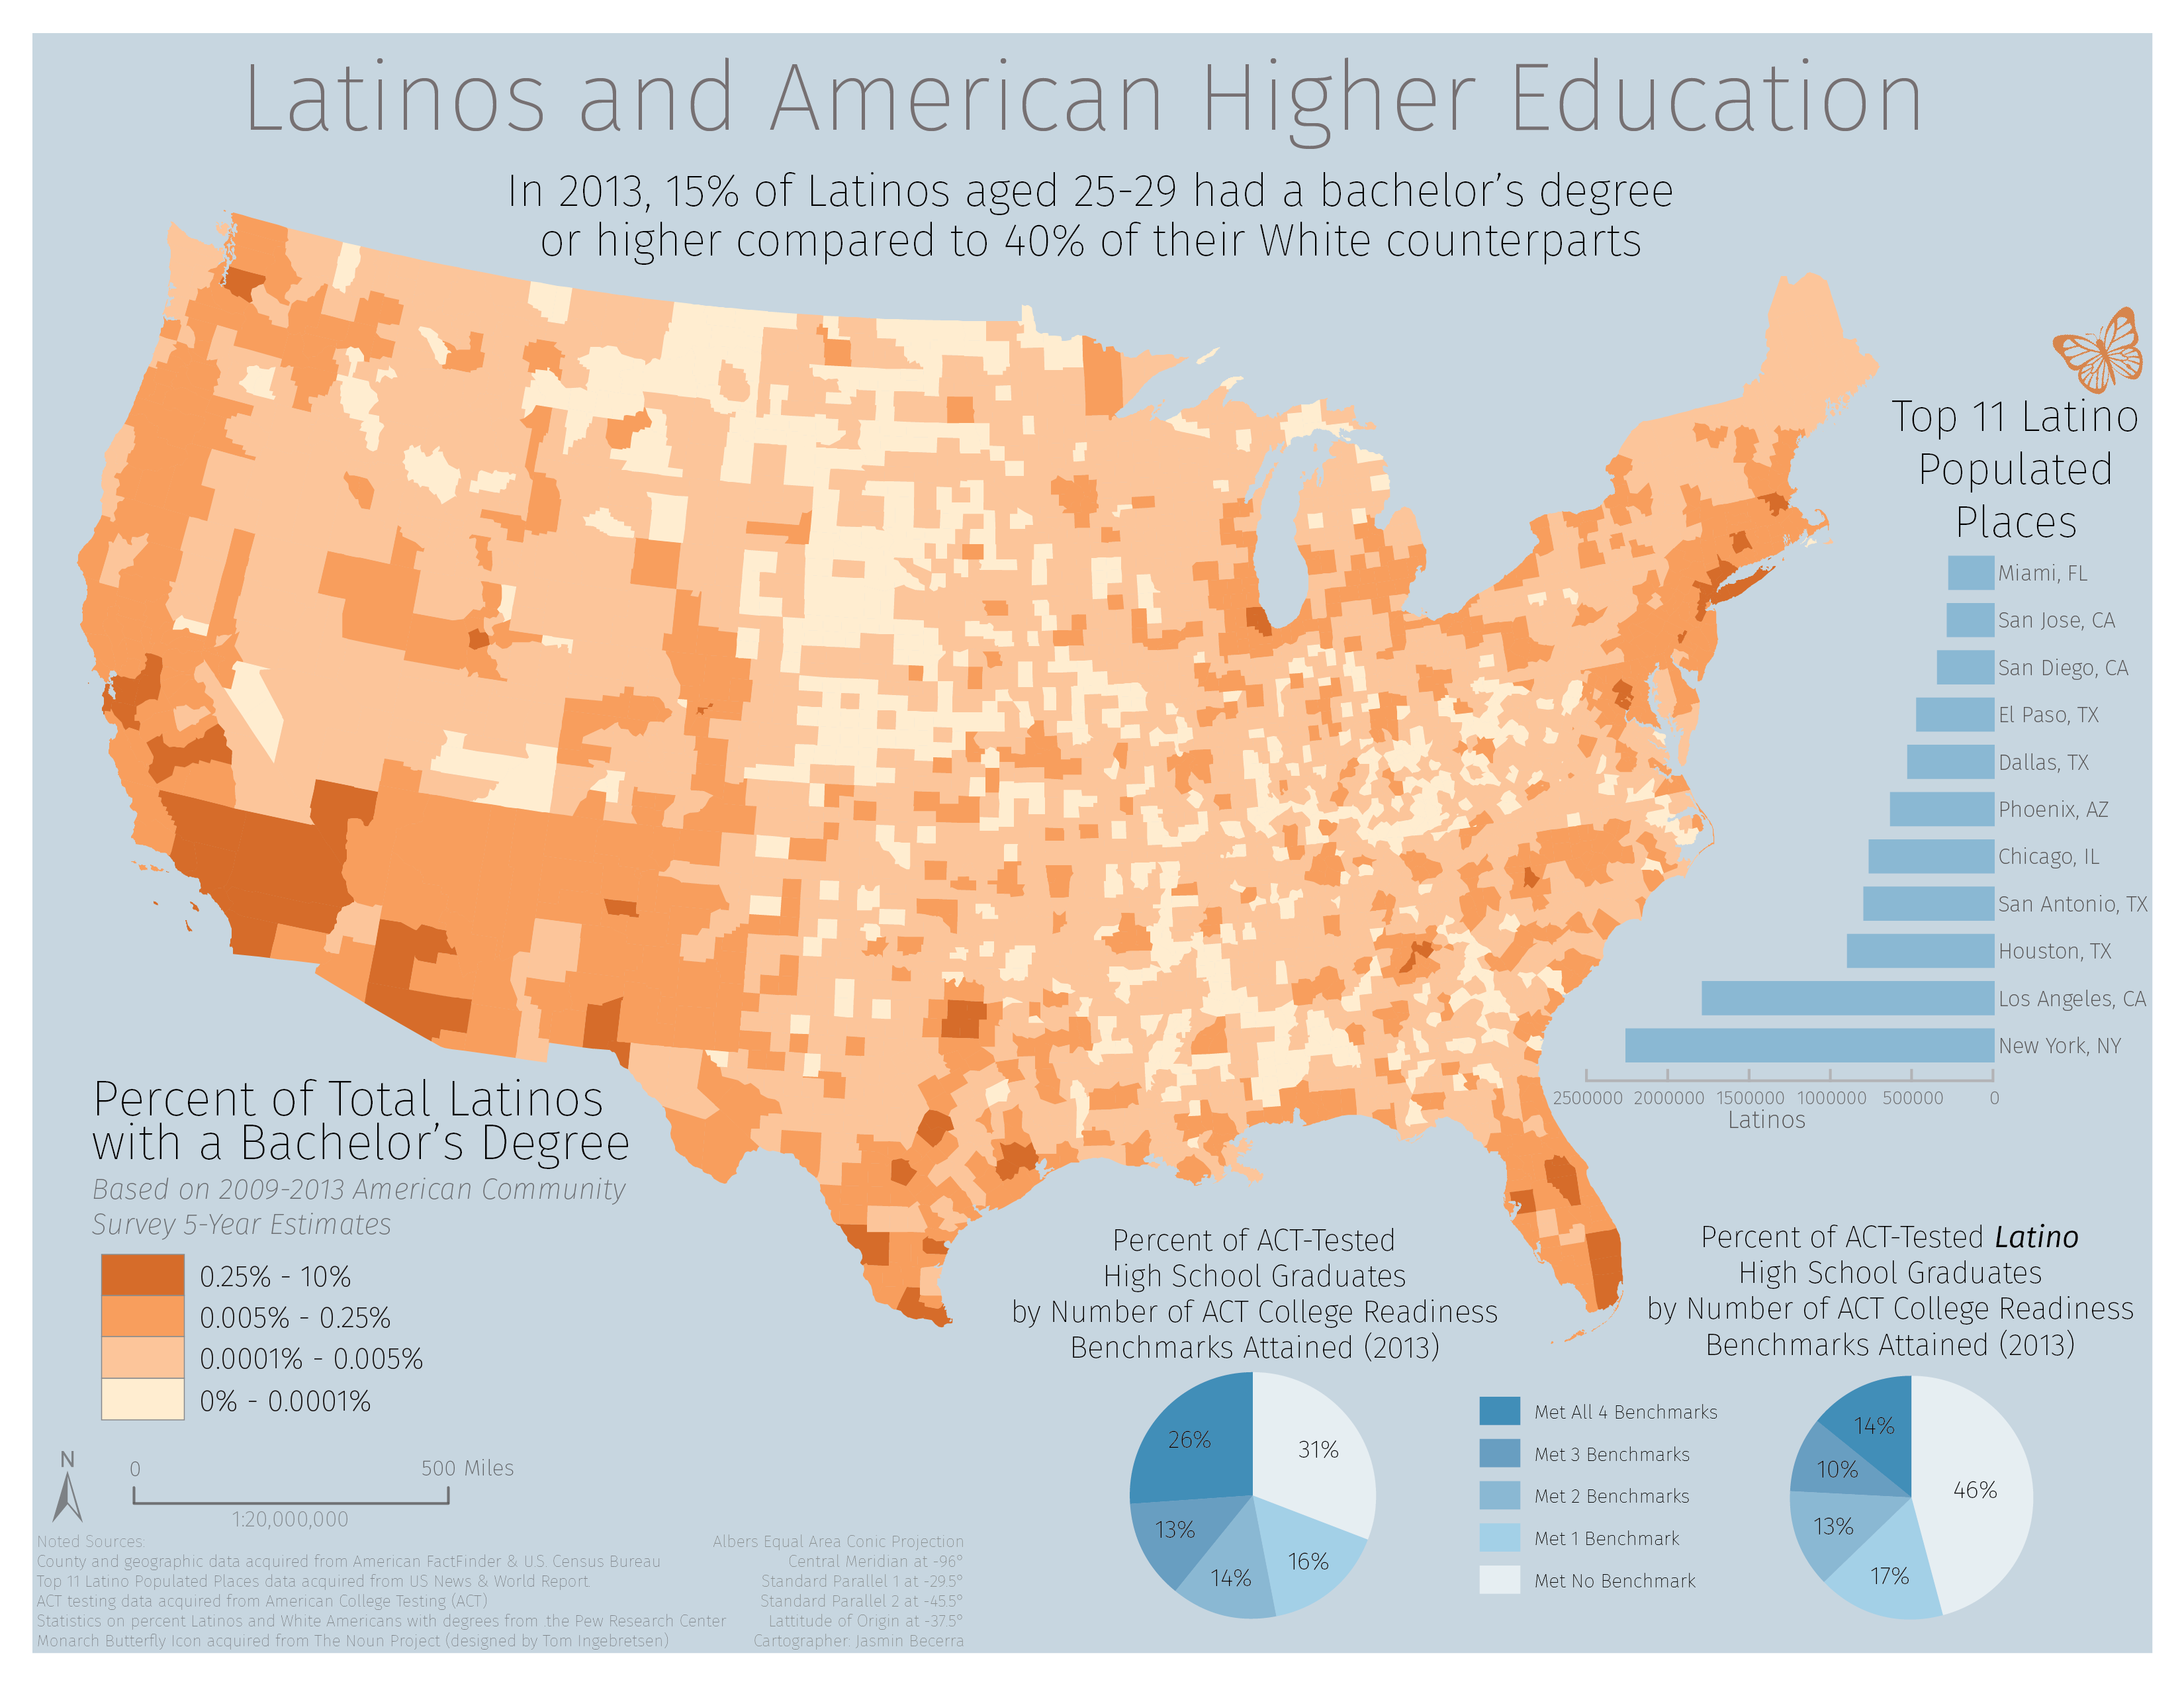 Latinos and American Higher Education
In 2013, 15% of Latinos aged 25-29 had a bachelor’s degree
or higher compared to 40% of their White counterparts
Top 11 Latino
Populated
Places
Miami, FL
San Jose, CA
San Diego, CA
El Paso, TX
Dallas, TX
Phoenix, AZ
Chicago, IL
San Antonio, TX
Houston, TX
Los Angeles, CA
New York, NY
2500000 2000000 1500000 1000000 500000 0
Latinos
Percent of Total Latinos
with a Bachelor’s Degree
Based on 2009-2013 American Community
Survey 5-Year Estimates
0.25% - 10%
0.005% - 0.25%
0.0001% - 0.005%
0% - 0.0001%
N
0 500 Miles
1:20,000,000
Noted Sources
County and geographic data acquired from American FactFinder & U.S. Census Bureau
Top 11 Latino Populated Places data acquired from US News & World Report
ACT testing data acquired from American College Testing (ACT)
Statistics on percent Latinos and White Americans with degrees from the Pew Research Center
Monarch Butterfly Icon acquired from The Noun Project (designed by Tom Ingebretsen)
Albers Equal Area Conic Projection
Central Meridian at -96°
Standard Parallel 1 at -29.5°
Standard Parallel 2 at -45.5°
Lattitude of Origin at -37.5°
Cartographer: Jasmin Becerra
Percent of ACT-Tested
High School Graduates
by Number of ACT College Readiness
Benchmarks Attained (2013)
26%
31%
13%
14%
16%
Met All 4 Benchmarks
Met 3 Benchmarks
Met 2 Benchmarks
Met 1 Benchmark
Met No Benchmark
Percent of ACT-Tested Latino
High School Graduates
by Number of ACT College Readiness
Benchmarks Attained (2013)
14%
10%
46%
13%
17%